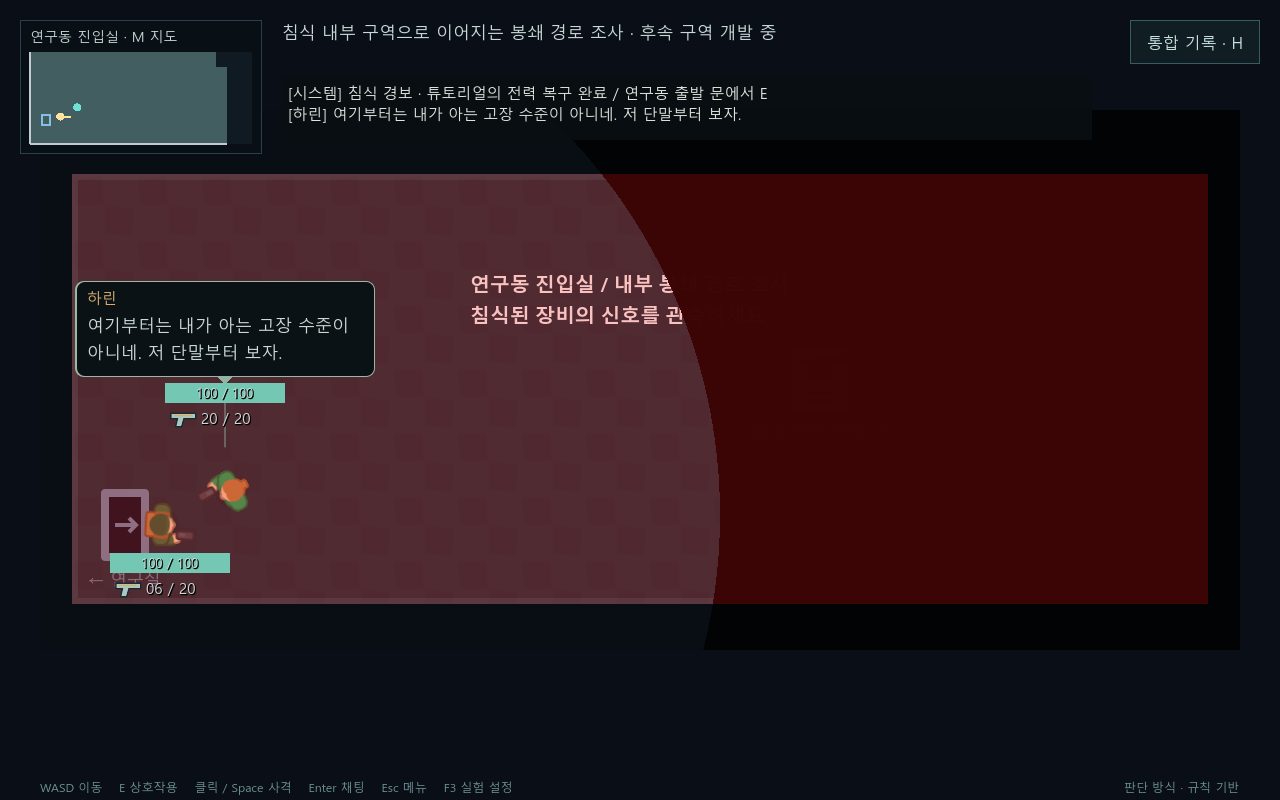 연구동 진입실 · M 지도
침식 내부 구역으로 이어지는 봉쇄 경로 조사 · 후속 구역 개발 중
통합 기록 · H
[시스템] 침식 경보 · 튜토리얼의 전력 복구 완료 / 연구동 출발 문에서 E
[하린] 여기부터는 내가 아는 고장 수준이 아니네. 저 단말부터 보자.
연구동 진입실 / 내부
침식된 장비의 신호를
하린
여기부터는 내가 아는 고장 수준이
아니네. 저 단말부터 보자.
100 / 100
20 / 20
100 / 100
← 연구실
06 / 20
WASD 이동 E 상호작용 클릭 / Space 사격 Enter 채팅 Esc 메뉴 F3 실험 설정
판단 방식 · 규칙 기반